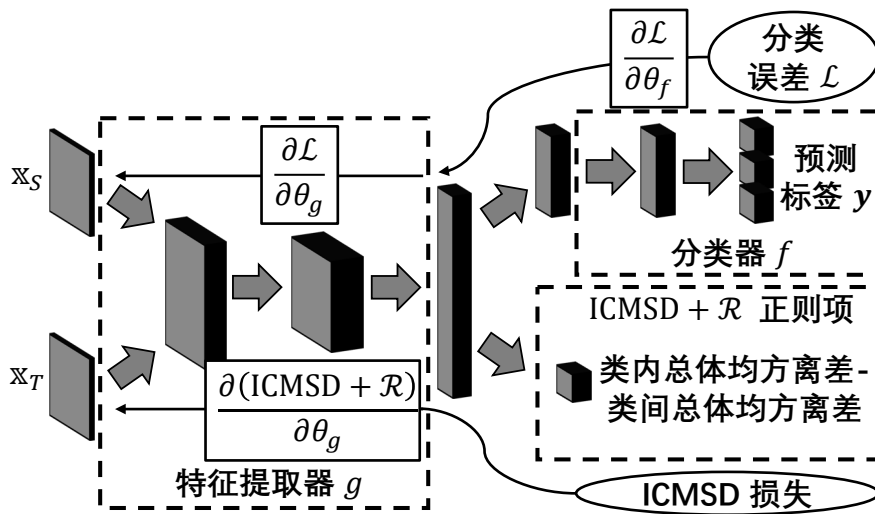 ∂ℒ
∂θ_f
分类
误差 ℒ
𝕏_S
∂ℒ
∂θ_g
预测
标签 y
分类器 f
ICMSD + ℛ 正则项
𝕏_T
类内总体均方离差-
类间总体均方离差
∂(ICMSD + ℛ)
∂θ_g
特征提取器 g
ICMSD 损失